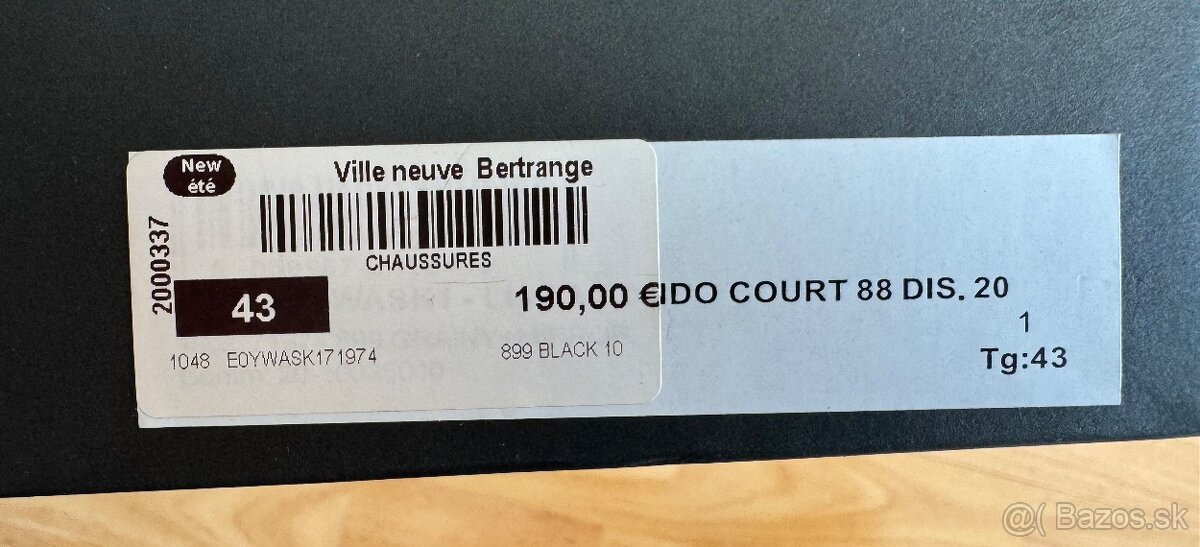 New
été
Ville neuve Bertrange
2000337
CHAUSSURES
43
190,00 €IDO COURT 88 DIS. 20
1
1048 E0YWASK171974
899 BLACK 10
Tg:43
@( Bazos.sk